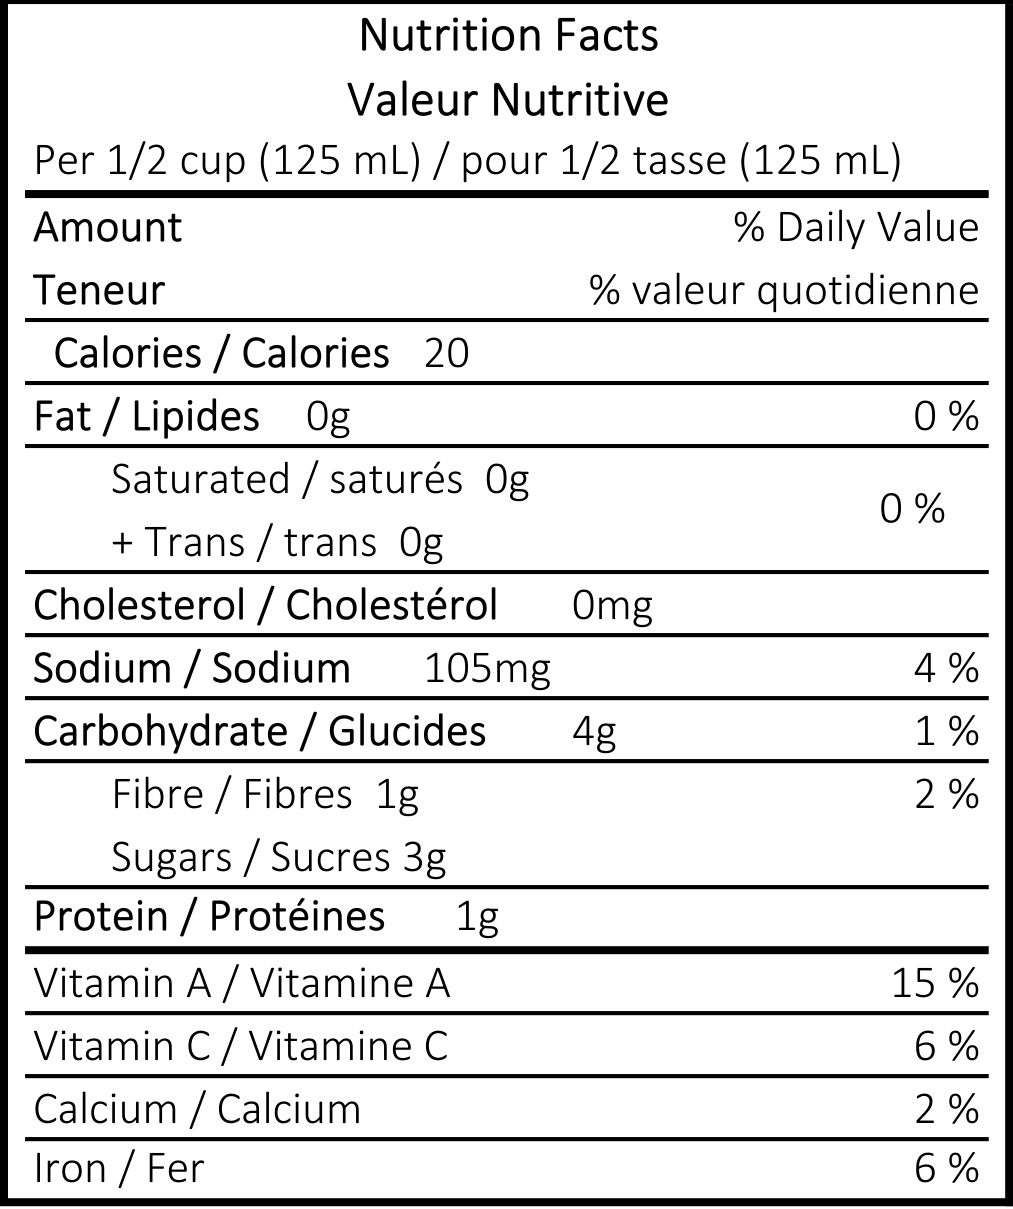 Nutrition Facts
Valeur Nutritive
Per 1/2 cup (125 mL) / pour 1/2 tasse (125 mL)
Amount % Daily Value
Teneur % valeur quotidienne
Calories / Calories 20
Fat / Lipides 0g 0 %
Saturated / saturés 0g
+ Trans / trans 0g 0 %
Cholesterol / Cholestérol 0mg
Sodium / Sodium 105mg 4 %
Carbohydrate / Glucides 4g 1 %
Fibre / Fibres 1g 2 %
Sugars / Sucres 3g
Protein / Protéines 1g
Vitamin A / Vitamine A 15 %
Vitamin C / Vitamine C 6 %
Calcium / Calcium 2 %
Iron / Fer 6 %